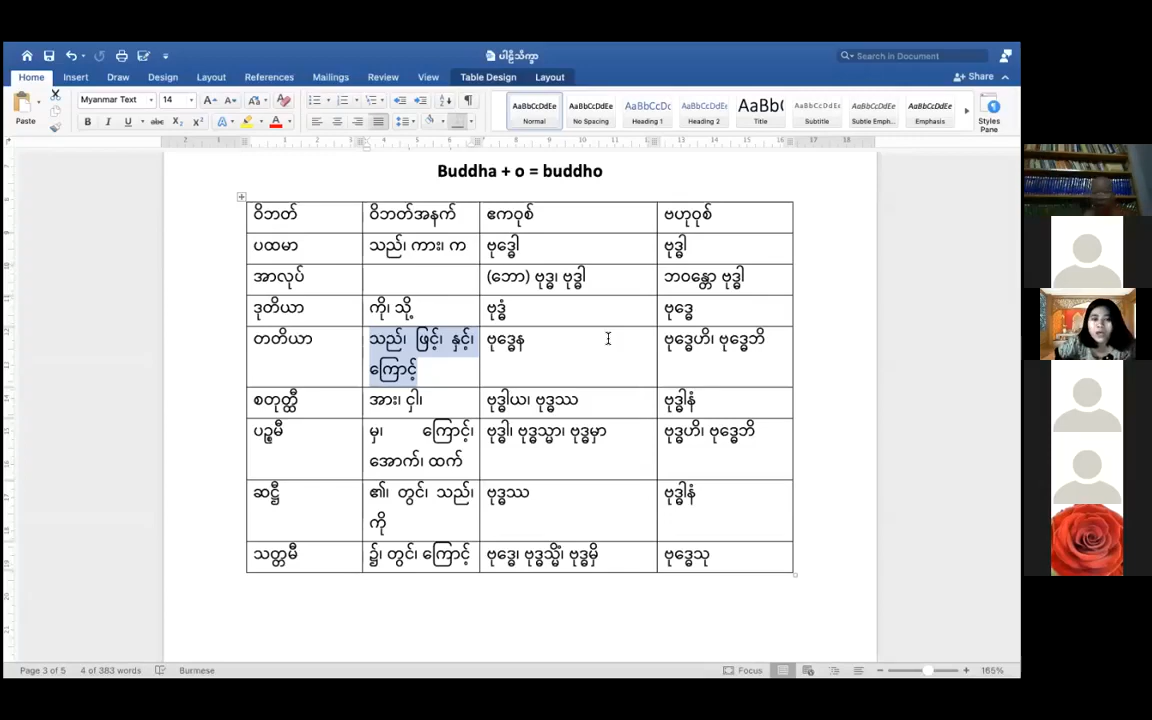 ပါဠိသိက္ခာ
Search in Document
Home Insert Draw Design Layout References Mailings Review View Table Design Layout
Share
Paste
Myanmar Text 14
AaBbCcDdEe AaBbCcDdEe AaBbCcDc AaBbCcDdEe AaBb( AaBbCcDdEe AaBbCcDdEe AaBbCcDdEe
Normal No Spacing Heading 1 Heading 2 Title Subtitle Subtle Emph... Emphasis
Styles Pane
Buddha + o = buddho
ဝိဘတ် ဝိဘတ်အနက် ဧကဝုစ် ဗဟုဝုစ်
ပထမာ သည်၊ ကား၊ က ဗုဒ္ဓေါ ဗုဒ္ဓါ
အာလုပ် (ဘော) ဗုဒ္ဓ၊ ဗုဒ္ဓါ ဘဝန္တော ဗုဒ္ဓါ
ဒုတိယာ ကို၊ သို့ ဗုဒ္ဓံ ဗုဒ္ဓေ
တတိယာ သည်၊ ဖြင့်၊ နှင့်၊ ဗုဒ္ဓေန ဗုဒ္ဓေဟိ၊ ဗုဒ္ဓေဘိ
ကြောင့်
စတုတ္ထီ အား၊ ငှါ၊ ဗုဒ္ဓါယ၊ ဗုဒ္ဓဿ ဗုဒ္ဓါနံ
ပဉ္စမီ မှ၊ ကြောင့်၊ ဗုဒ္ဓါ၊ ဗုဒ္ဓသ္မာ၊ ဗုဒ္ဓမှာ ဗုဒ္ဓဟိ၊ ဗုဒ္ဓေဘိ
အောက်၊ ထက်
ဆဋ္ဌီ ၏၊ တွင်၊ သည်၊ ဗုဒ္ဓဿ ဗုဒ္ဓါနံ
ကို
သတ္တမီ ၌၊ တွင်၊ ကြောင့် ဗုဒ္ဓေ၊ ဗုဒ္ဓသ္မိံ၊ ဗုဒ္ဓမှိ ဗုဒ္ဓေသု
Page 3 of 5 4 of 383 words Burmese Focus 165%